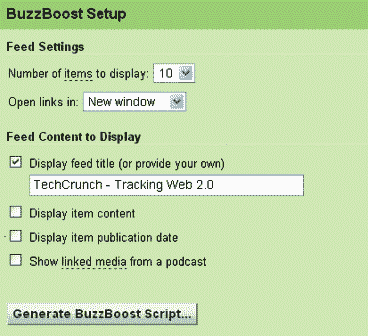 BuzzBoost Setup
Feed Settings
Number of items to display: 10
Open links in: New window
Feed Content to Display
Display feed title (or provide your own)
TechCrunch - Tracking Web 2.0
Display item content
Display item publication date
Show linked media from a podcast
Generate BuzzBoost Script...